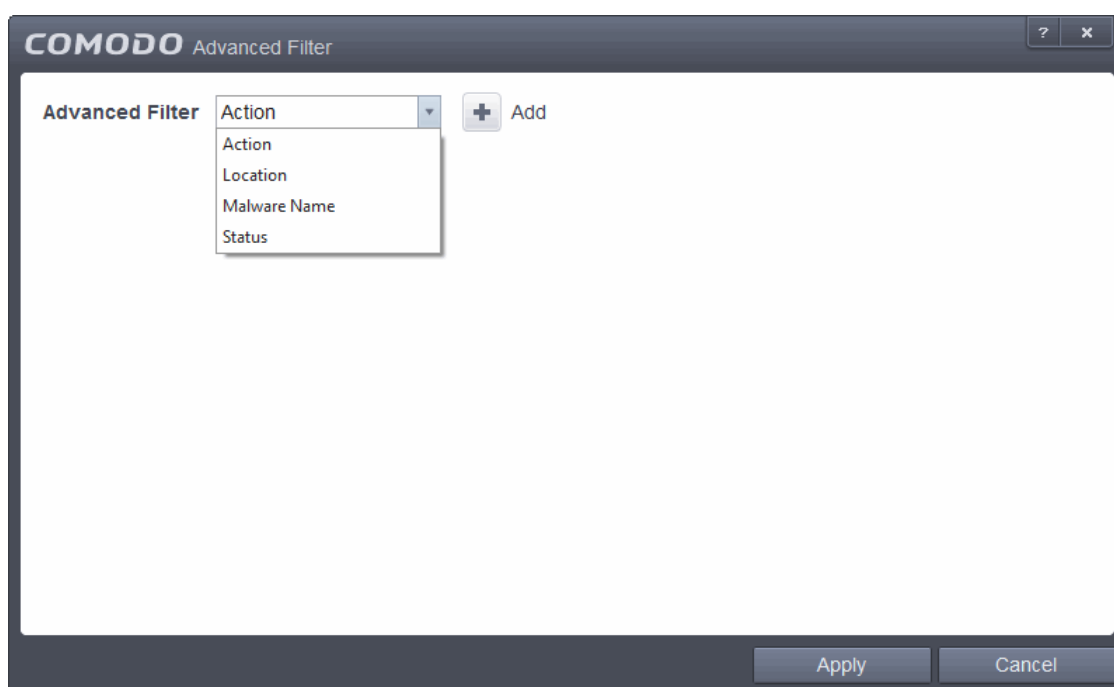 COMODO Advanced Filter ? x
Advanced Filter Action + Add
Action
Location
Malware Name
Status
Apply Cancel